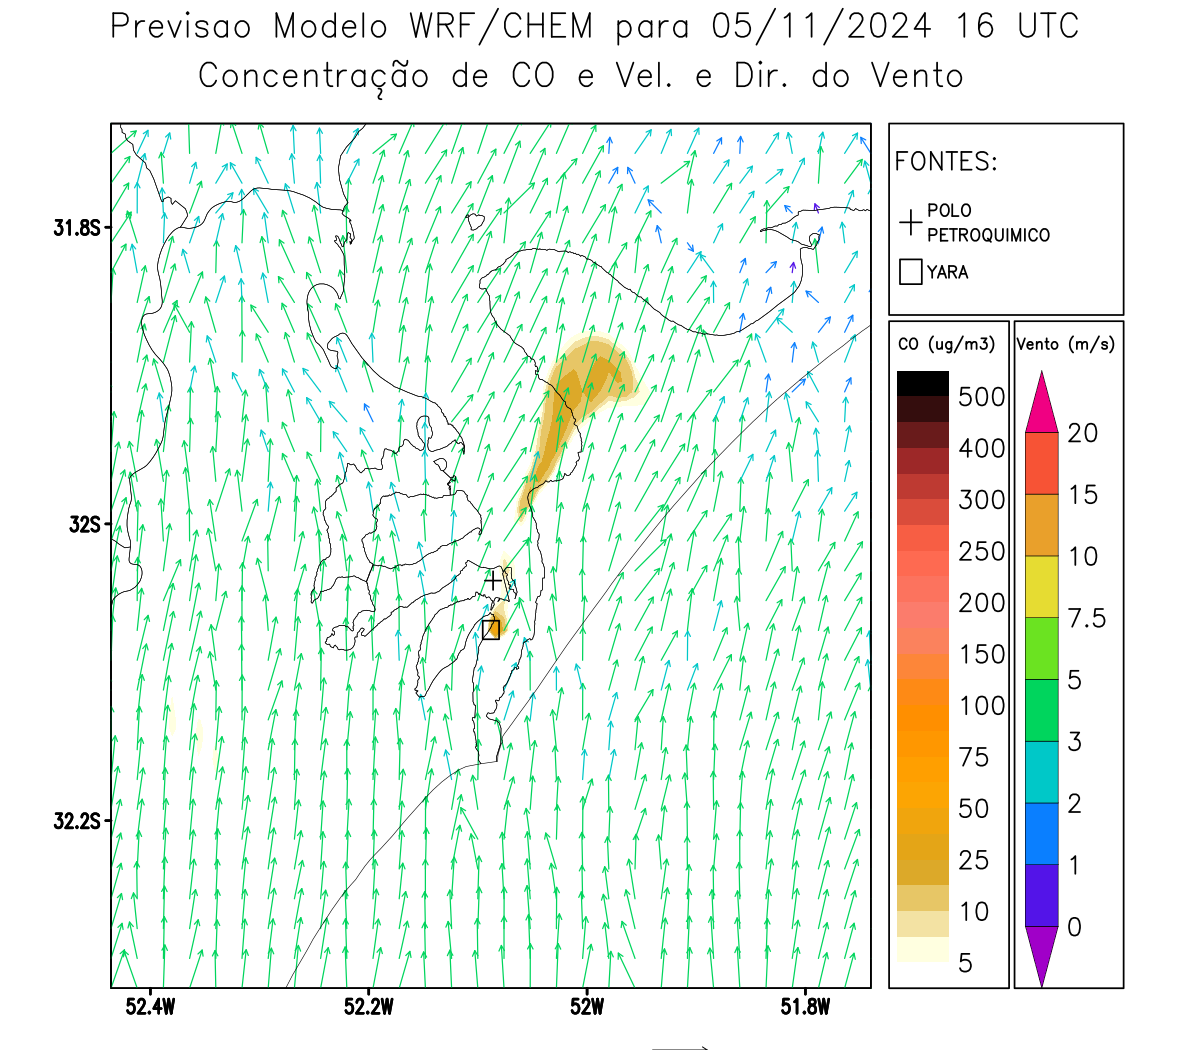 Previsao Modelo WRF/CHEM para 05/11/2024 16 UTC
Concentração de CO e Vel. e Dir. do Vento
FONTES:
POLO
PETROQUIMICO
YARA
CO (ug/m3)
500
400
300
250
200
150
100
75
50
25
10
5
Vento (m/s)
20
15
10
7.5
5
3
2
1
0
31.8S
32S
32.2S
52.4W
52.2W
52W
51.8W